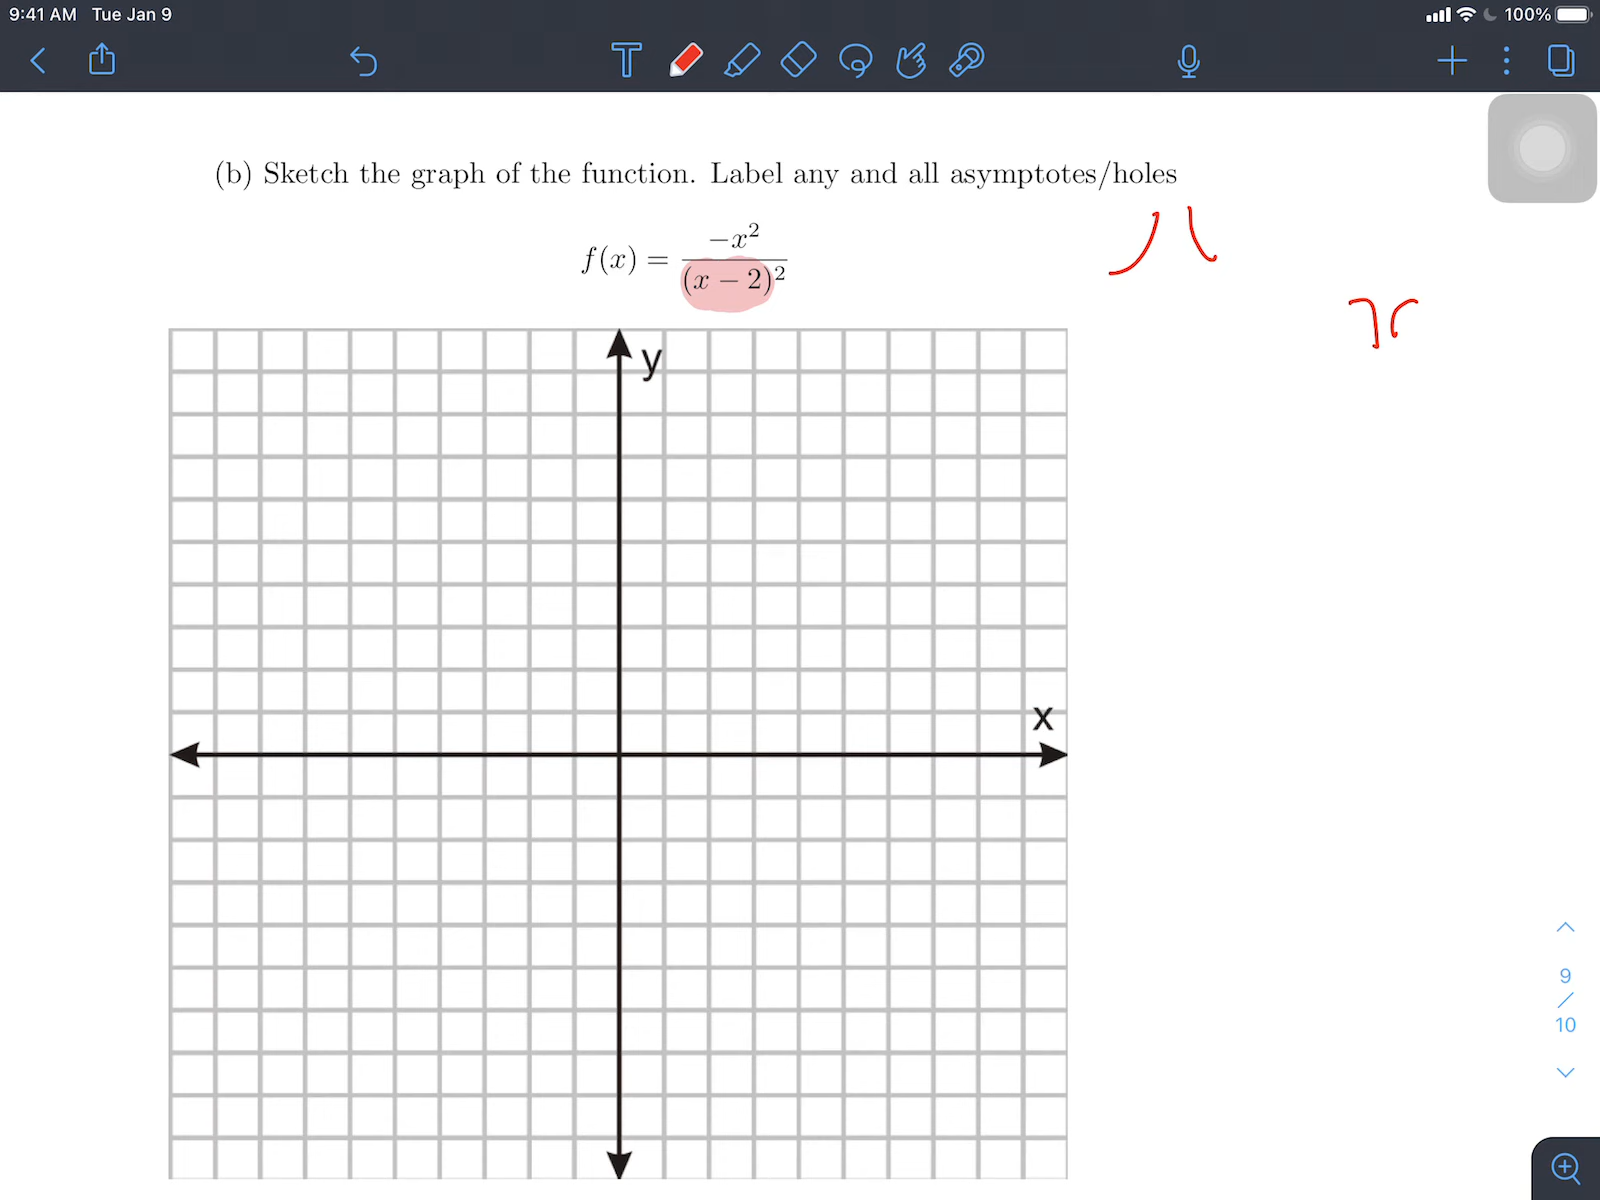 9:41 AM Tue Jan 9 100%
T
(b) Sketch the graph of the function. Label any and all asymptotes/holes
f(x) = −x² / (x − 2)²
y
x
9
/
10